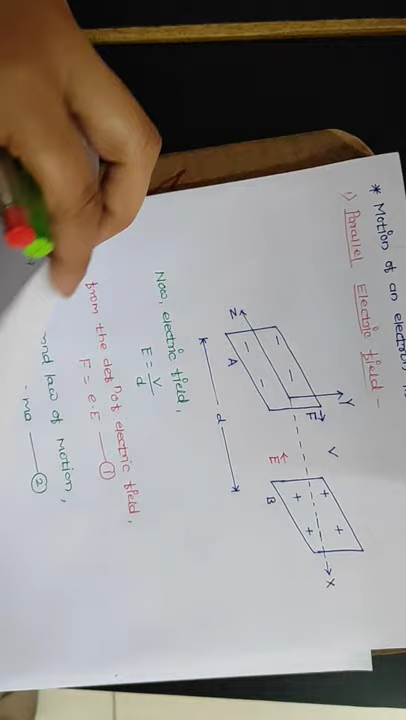 * Motion of an electron
1) Parallel Electric field -
Z
Y
F
A
V
E
B
X
d
Now, electric field,
E = V/d
from the defⁿ of electric field,
F = e.E — ①
nd law of motion,
ma — ②